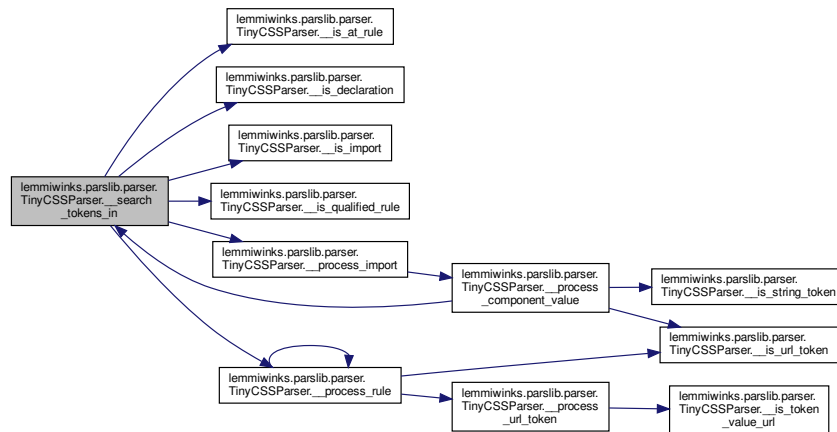 lemmiwinks.parslib.parser.
TinyCSSParser.__is_at_rule
lemmiwinks.parslib.parser.
TinyCSSParser.__is_declaration
lemmiwinks.parslib.parser.
TinyCSSParser.__is_import
lemmiwinks.parslib.parser.
TinyCSSParser.__search
_tokens_in
lemmiwinks.parslib.parser.
TinyCSSParser.__is_qualified_rule
lemmiwinks.parslib.parser.
TinyCSSParser.__process_import
lemmiwinks.parslib.parser.
TinyCSSParser.__process
_component_value
lemmiwinks.parslib.parser.
TinyCSSParser.__is_string_token
lemmiwinks.parslib.parser.
TinyCSSParser.__is_url_token
lemmiwinks.parslib.parser.
TinyCSSParser.__process_rule
lemmiwinks.parslib.parser.
TinyCSSParser.__process
_url_token
lemmiwinks.parslib.parser.
TinyCSSParser.__is_token
_value_url